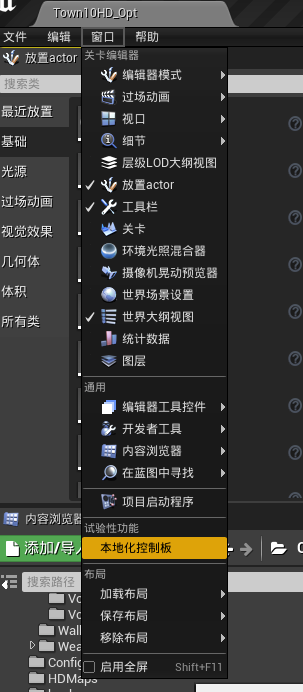 Town10HD_Opt
文件
编辑
窗口
帮助
放置actor
关卡编辑器
搜索类
编辑器模式
最近放置
过场动画
视口
基础
细节
层级LOD大纲视图
光源
放置actor
过场动画
工具栏
视觉效果
关卡
几何体
环境光照混合器
摄像机晃动预览器
体积
世界场景设置
所有类
世界大纲视图
统计数据
图层
通用
编辑器工具控件
开发者工具
内容浏览器
在蓝图中寻找
项目启动程序
内容浏览
试验性功能
添加/导
本地化控制板
布局
搜索路径
加载布局
保存布局
移除布局
Wall
Wea
Config
启用全屏 Shift+F11
HDMaps